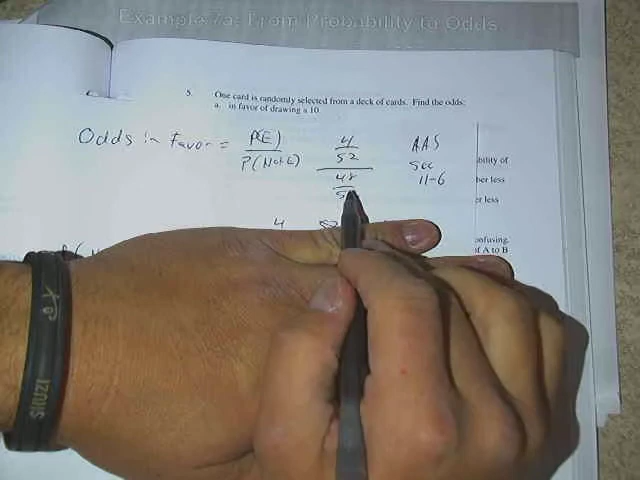 Example 7a: From Probability to Odds
5. One card is randomly selected from a deck of cards. Find the odds:
a. in favor of drawing a 10.
Odds in Favor = P(E) / P(Not E)
4
52
48
5
AAS
Sec
11-6
bility of
ber less
er less
4
onfusing.
of A to B
SIRUZI